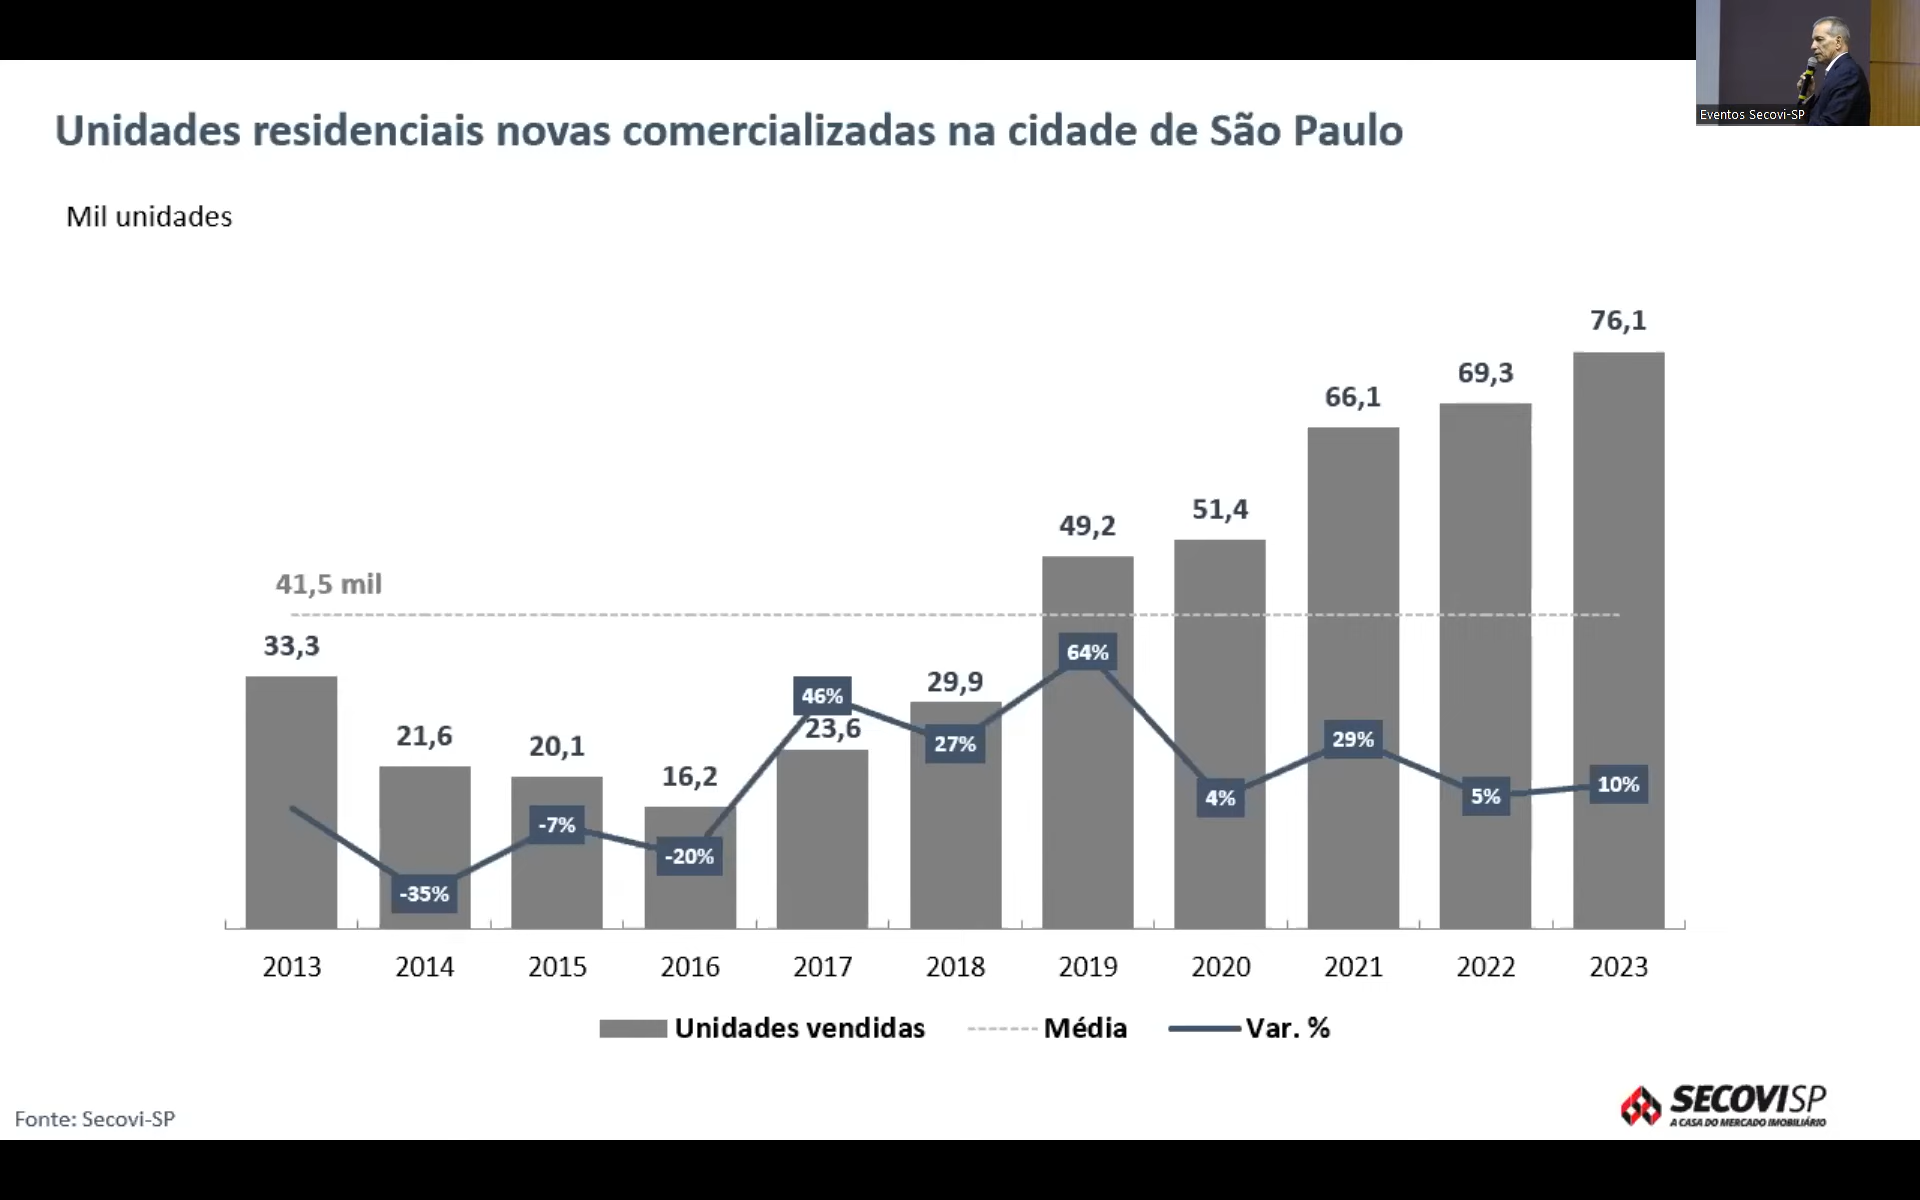 Eventos Secovi-SP
Unidades residenciais novas comercializadas na cidade de São Paulo
Mil unidades
76,1
69,3
66,1
51,4
49,2
41,5 mil
33,3
64%
29,9
46%
23,6
21,6
29%
20,1
27%
16,2
10%
5%
4%
-7%
-20%
-35%
2013 2014 2015 2016 2017 2018 2019 2020 2021 2022 2023
Unidades vendidas Média Var. %
SECOVISP
A CASA DO MERCADO IMOBILIÁRIO
Fonte: Secovi-SP